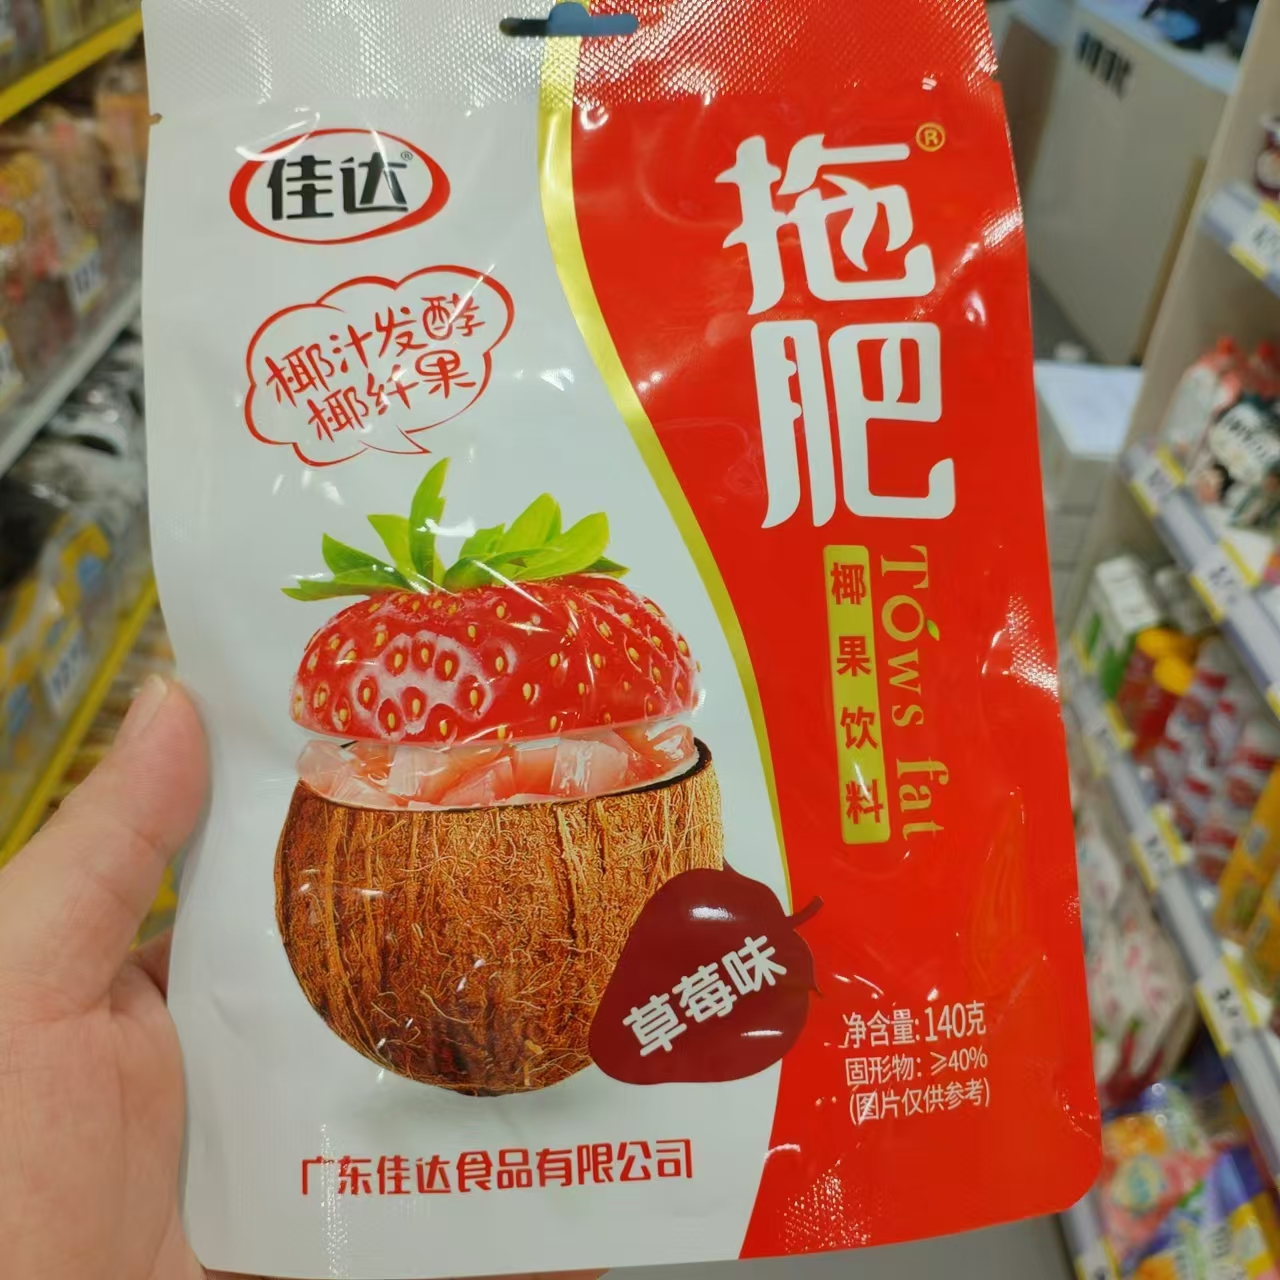 佳达®
椰汁发酵
椰纤果
拖肥®
椰果饮料
Tows fat
草莓味
净含量:140克
固形物：≥40%
(图片仅供参考)
广东佳达食品有限公司